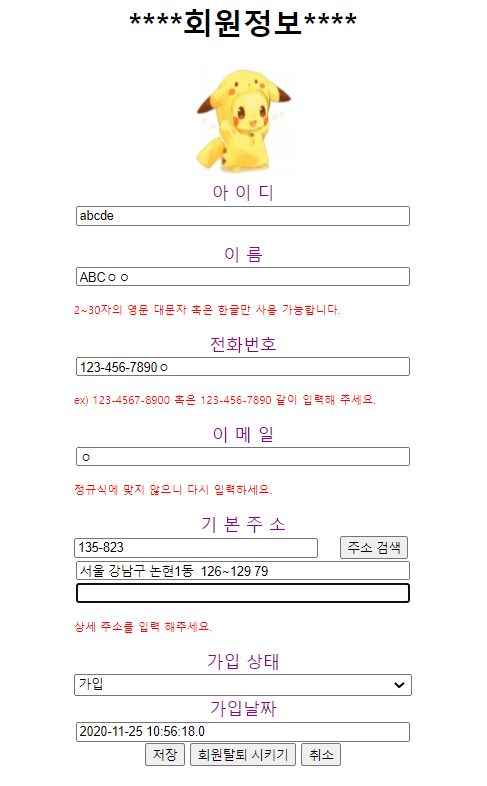 ****회원정보****
아 이 디
abcde
이 름
ABCㅇㅇ
2~30자의 영문 대문자 혹은 한글만 사용 가능합니다.
전화번호
123-456-7890ㅇ
ex) 123-4567-8900 혹은 123-456-7890 같이 입력해 주세요.
이 메 일
ㅇ
정규식에 맞지 않으니 다시 입력하세요.
기 본 주 소
135-823 주소 검색
서울 강남구 논현1동  126~129 79
상세 주소를 입력 해주세요.
가입 상태
가입
가입날짜
2020-11-25 10:56:18.0
저장 회원탈퇴 시키기 취소